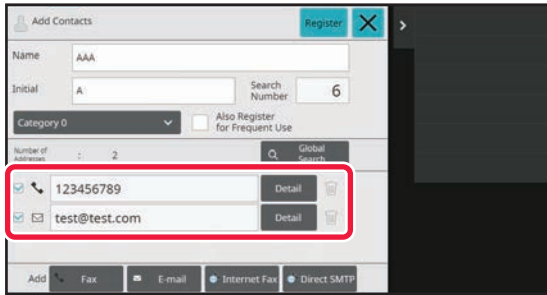 Add Contacts Register
Name AAA
Initial A Search Number 6
Category 0 Also Register for Frequent Use
Number of Addresses : 2 Global Search
123456789 Detail
test@test.com Detail
Add Fax E-mail Internet Fax Direct SMTP